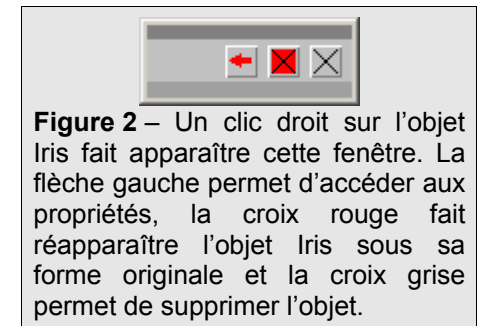 Figure 2 – Un clic droit sur l’objet
Iris fait apparaître cette fenêtre. La
flèche gauche permet d’accéder aux
propriétés, la croix rouge fait
réapparaître l’objet Iris sous sa
forme originale et la croix grise
permet de supprimer l’objet.